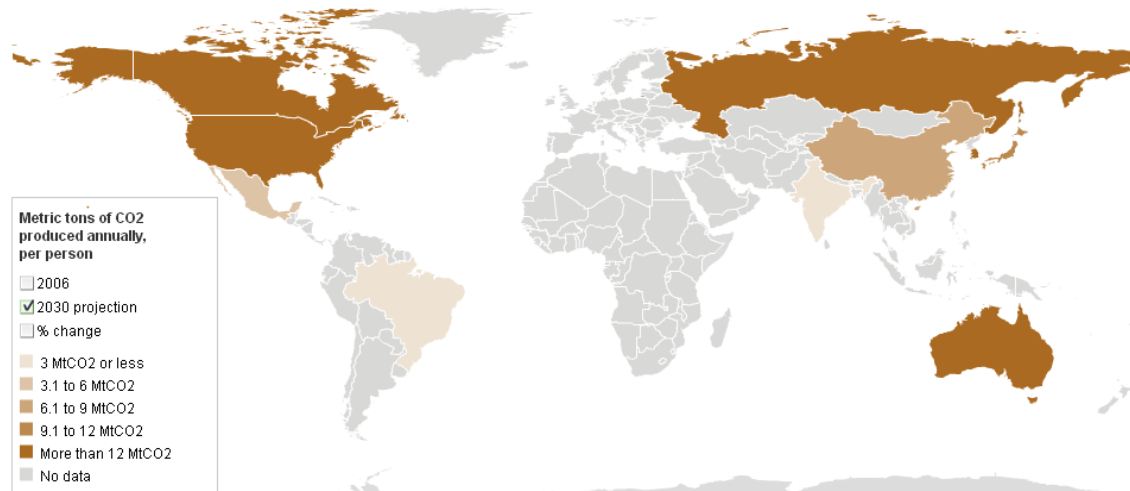 Metric tons of CO2
produced annually,
per person
2006
2030 projection
% change
3 MtCO2 or less
3.1 to 6 MtCO2
6.1 to 9 MtCO2
9.1 to 12 MtCO2
More than 12 MtCO2
No data